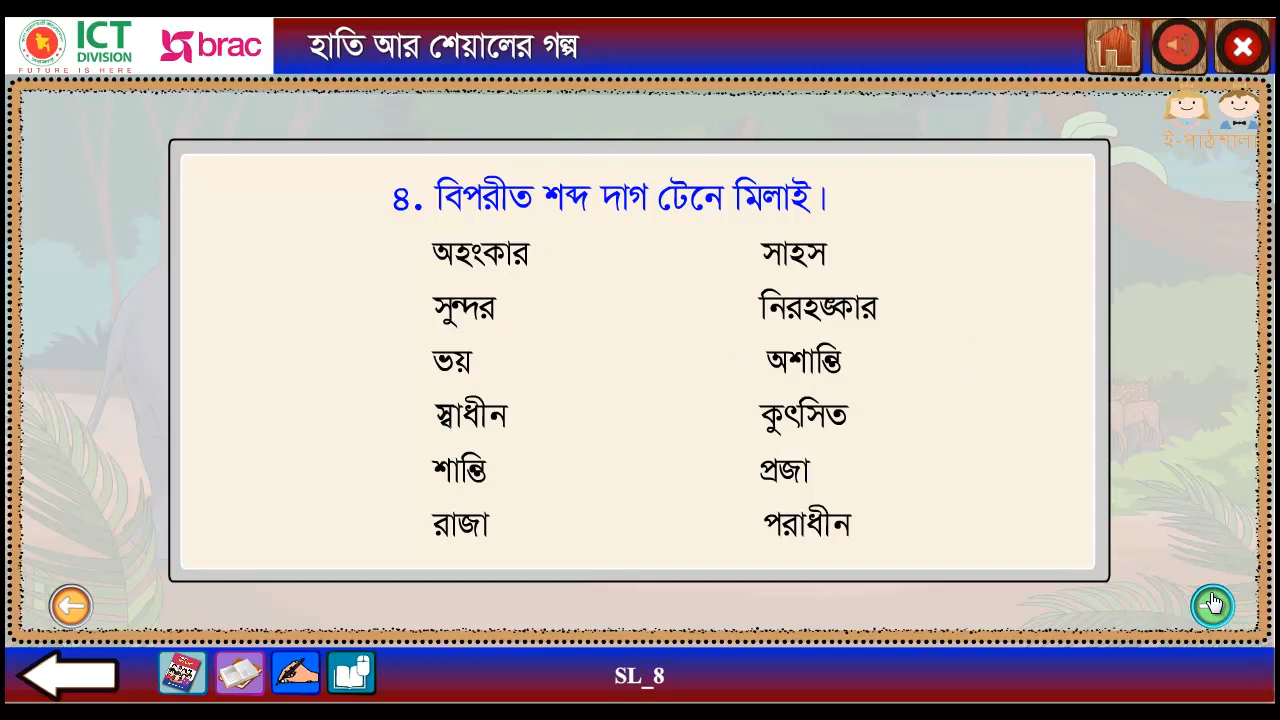 ICT
DIVISION
FUTURE IS HERE
brac
হাতি আর শেয়ালের গল্প
ই-পাঠশালা
৪. বিপরীত শব্দ দাগ টেনে মিলাই।
অহংকার সাহস
সুন্দর নিরহঙ্কার
ভয় অশান্তি
স্বাধীন কুৎসিত
শান্তি প্রজা
রাজা পরাধীন
SL_8